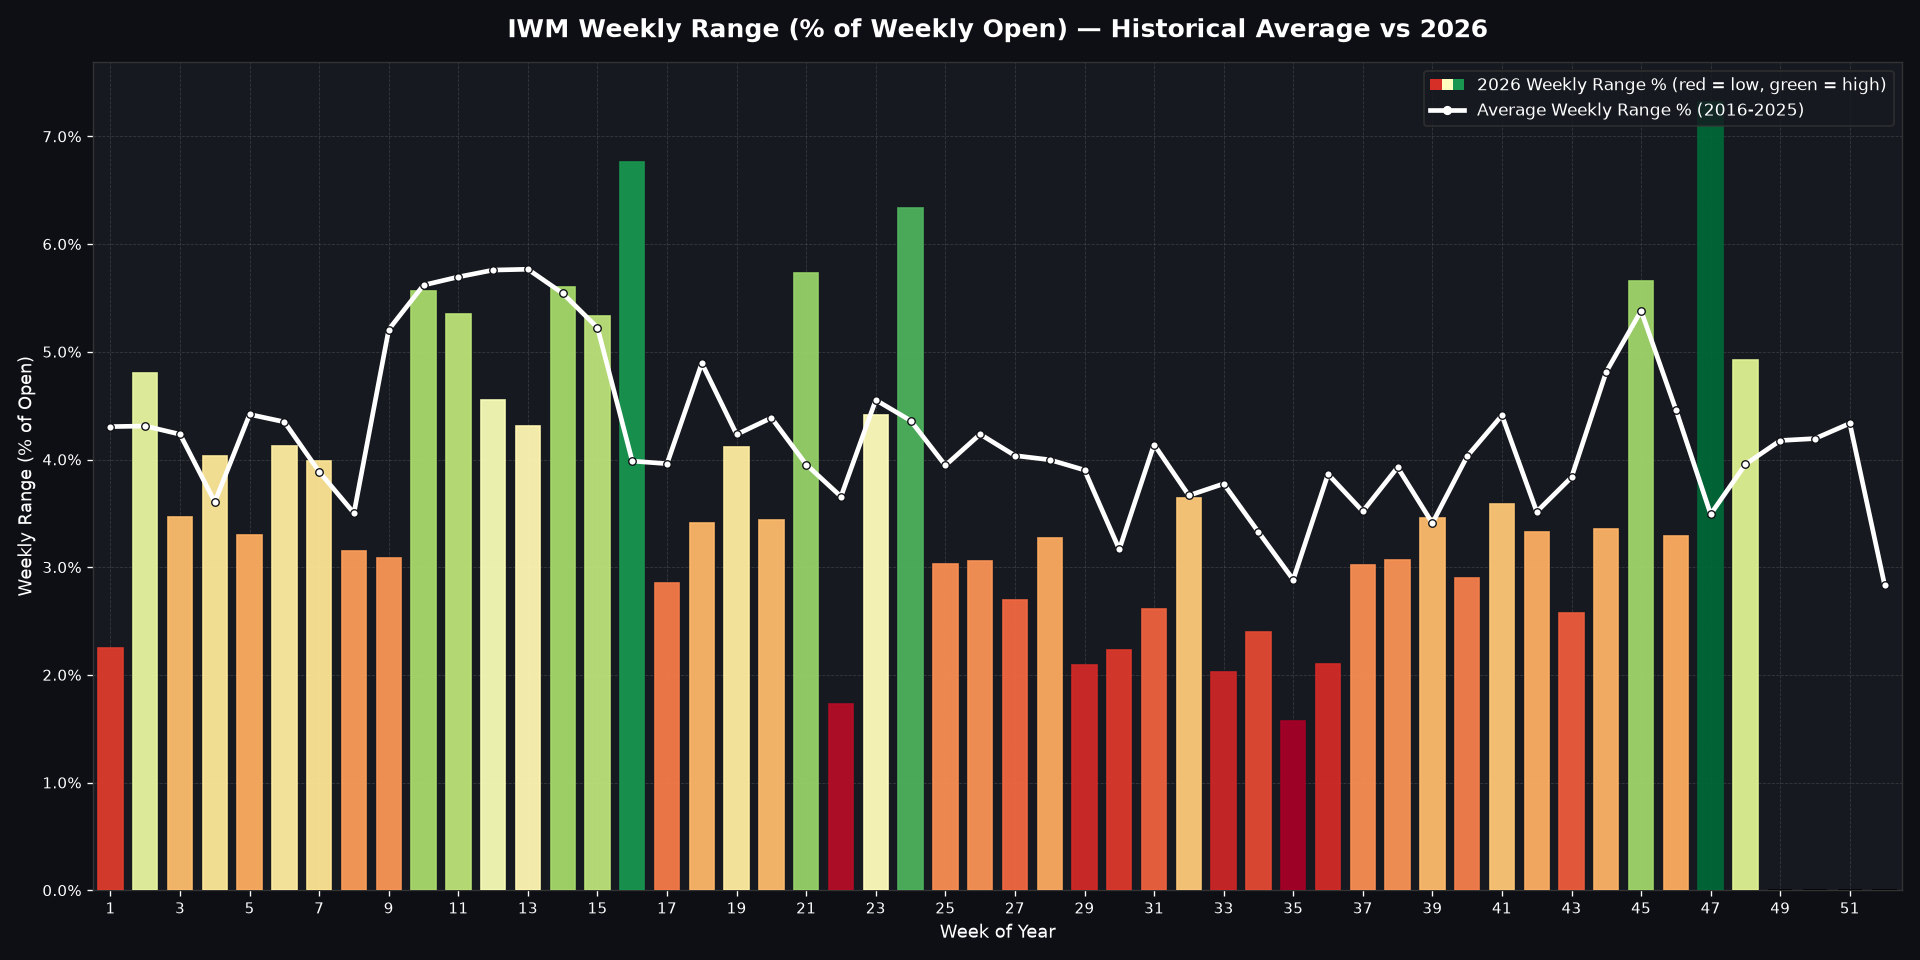 IWM Weekly Range (% of Weekly Open) — Historical Average vs 2026
2026 Weekly Range % (red = low, green = high)
Average Weekly Range % (2016-2025)
Weekly Range (% of Open)
7.0%
6.0%
5.0%
4.0%
3.0%
2.0%
1.0%
0.0%
1 3 5 7 9 11 13 15 17 19 21 23 25 27 29 31 33 35 37 39 41 43 45 47 49 51
Week of Year